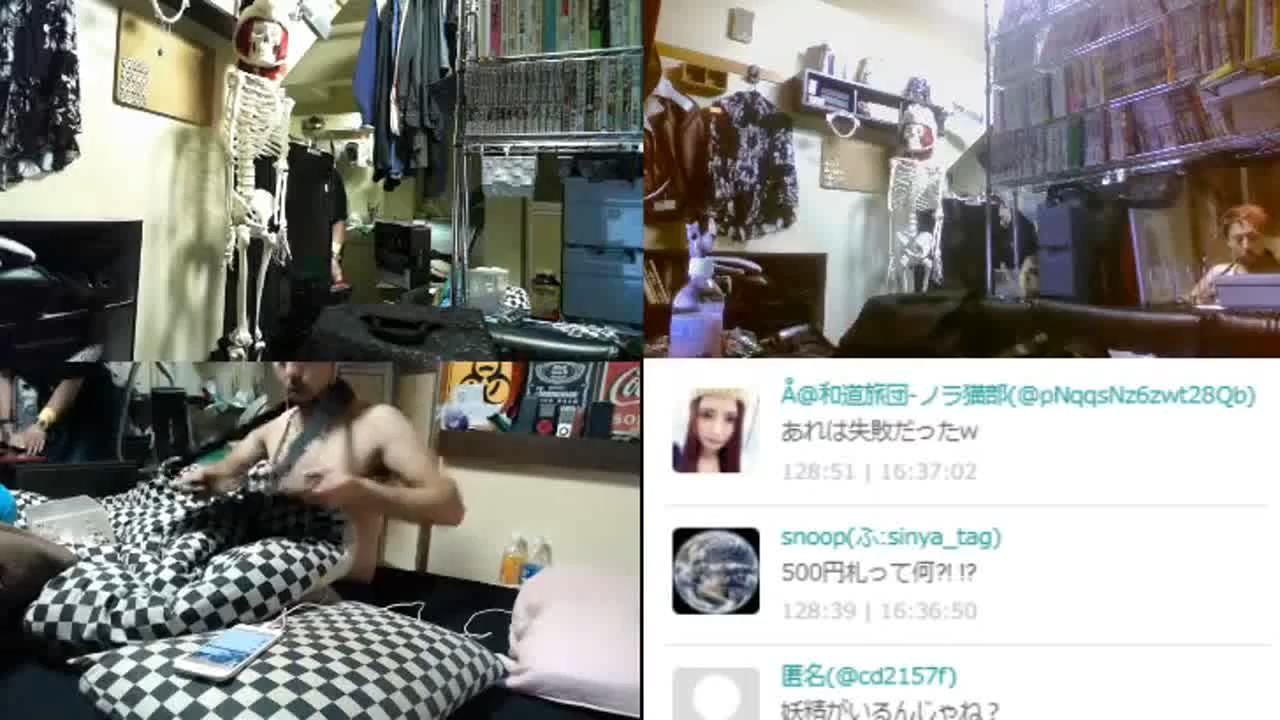 Å@和道旅団-ノラ猫部(@pNqqsNz6zwt28Qb)
あれは失敗だったw
128:51 | 16:37:02
snoop(ふ:sinya_tag)
500円札って何?! !?
128:39 | 16:36:50
匿名(@cd2157f)
妖精がいるんじゃね?
Coca